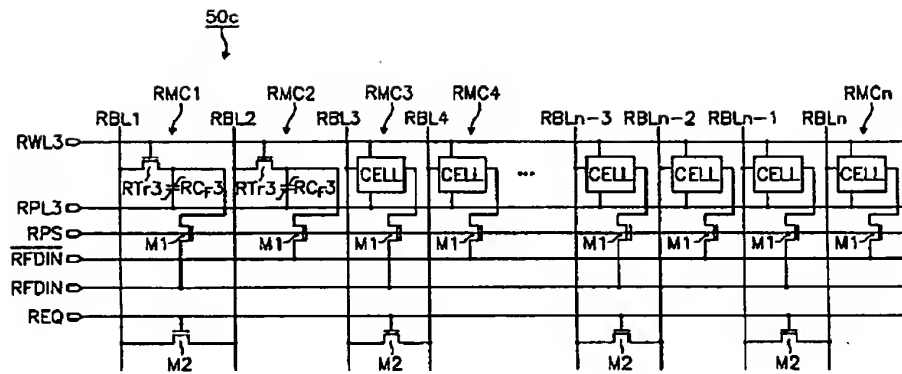 50c
RMC1 RMC2 RMC3 RMC4 RMCn
RBL1 RBL2 RBL3 RBL4 RBLn-3 RBLn-2 RBLn-1 RBLn
RWL3
CELL CELL ... CELL CELL CELL CELL
RTr3 RCF3 RTr3 RCF3
RPL3
RPS
M1 M1 M1 M1 M1 M1 M1 M1
RFDIN
RFDIN
REQ
M2 M2 M2 M2